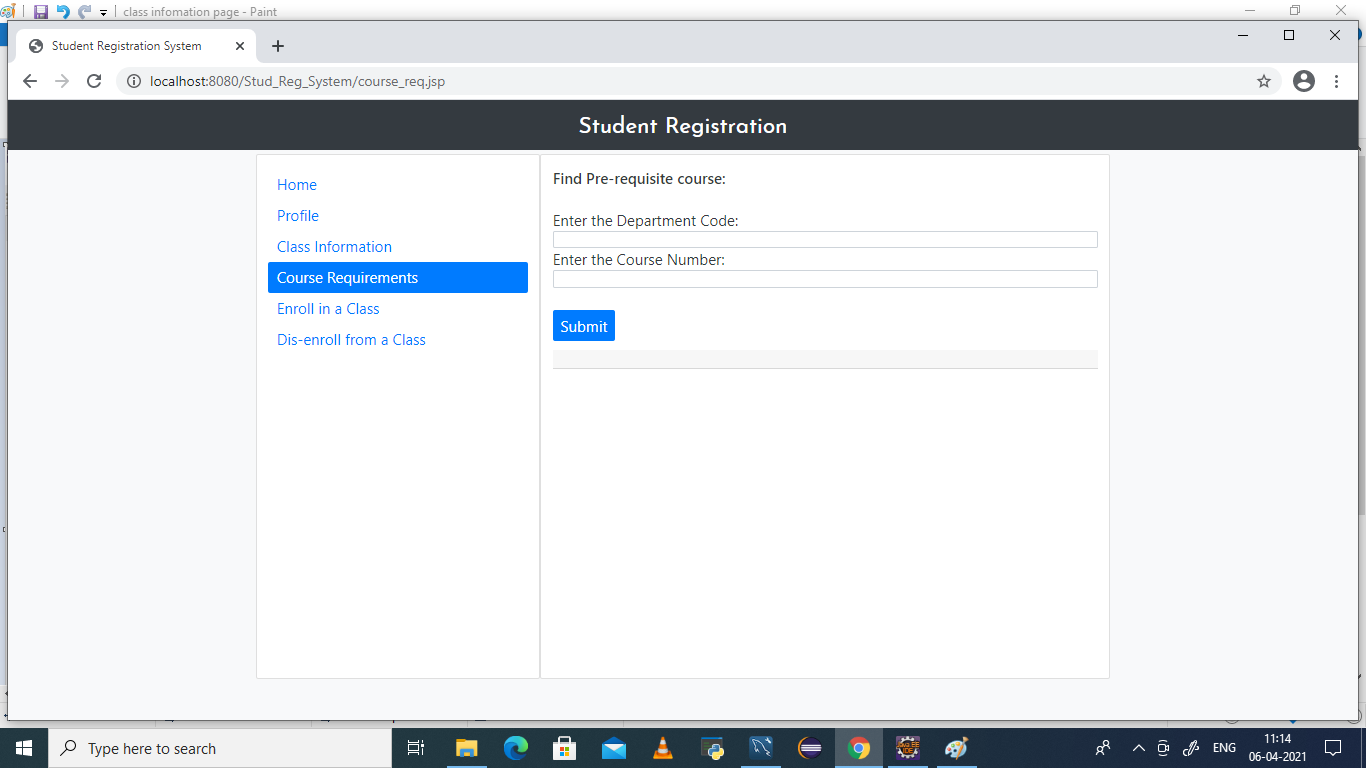 class infomation page - Paint
Student Registration System
localhost:8080/Stud_Reg_System/course_req.jsp
Student Registration
Home
Profile
Class Information
Course Requirements
Enroll in a Class
Dis-enroll from a Class
Find Pre-requisite course:
Enter the Department Code:
Enter the Course Number:
Submit
Type here to search
ENG
11:14
06-04-2021